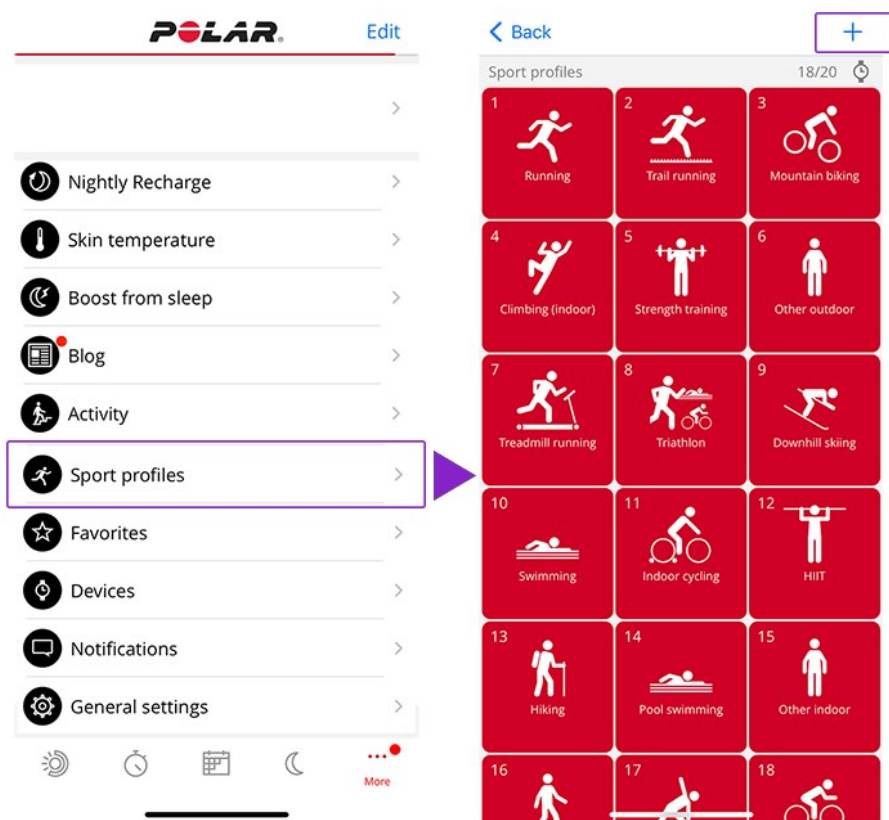 POLAR
Edit
Nightly Recharge
Skin temperature
Boost from sleep
Blog
Activity
Sport profiles
Favorites
Devices
Notifications
General settings
More
Back
+
Sport profiles 18/20
1 2 3
Running Trail running Mountain biking
4 5 6
Climbing (indoor) Strength training Other outdoor
7 8 9
Treadmill running Triathlon Downhill skiing
10 11 12
Swimming Indoor cycling HIIT
13 14 15
Hiking Pool swimming Other indoor
16 17 18